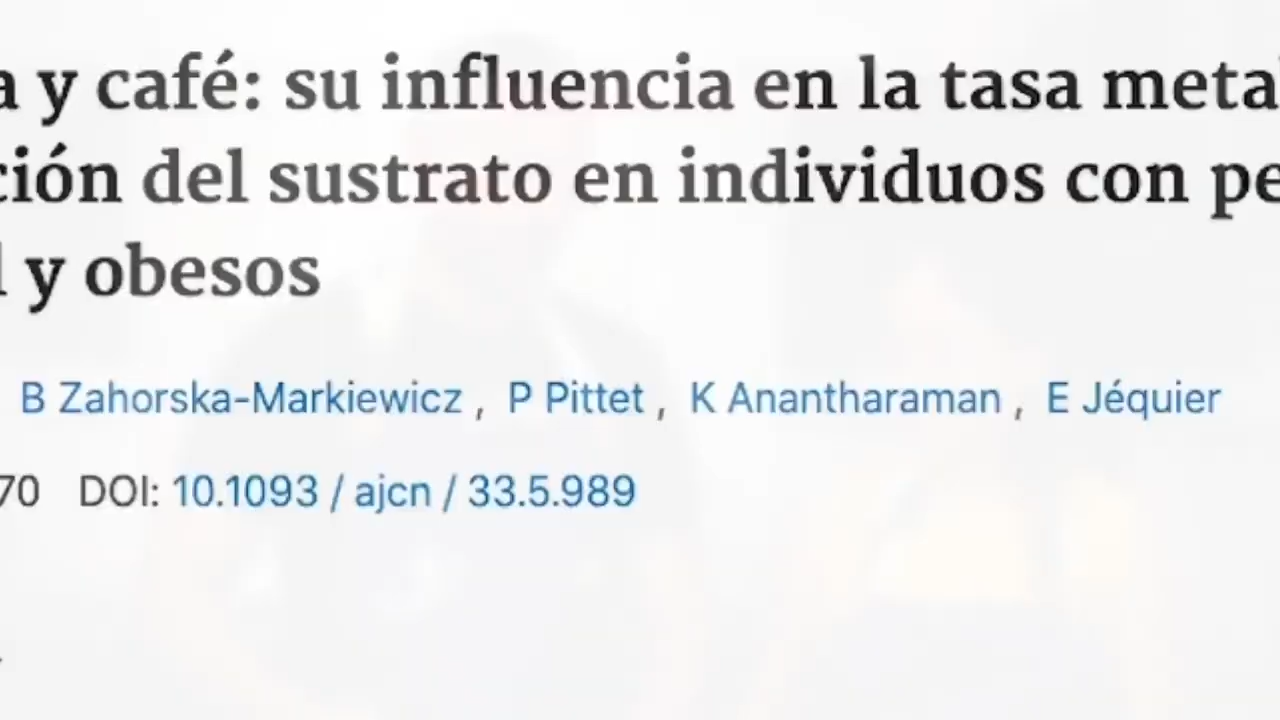 a y café: su influencia en la tasa metab
ción del sustrato en individuos con pe
l y obesos
B Zahorska-Markiewicz , P Pittet , K Anantharaman , E Jéquier
70 DOI: 10.1093 / ajcn / 33.5.989